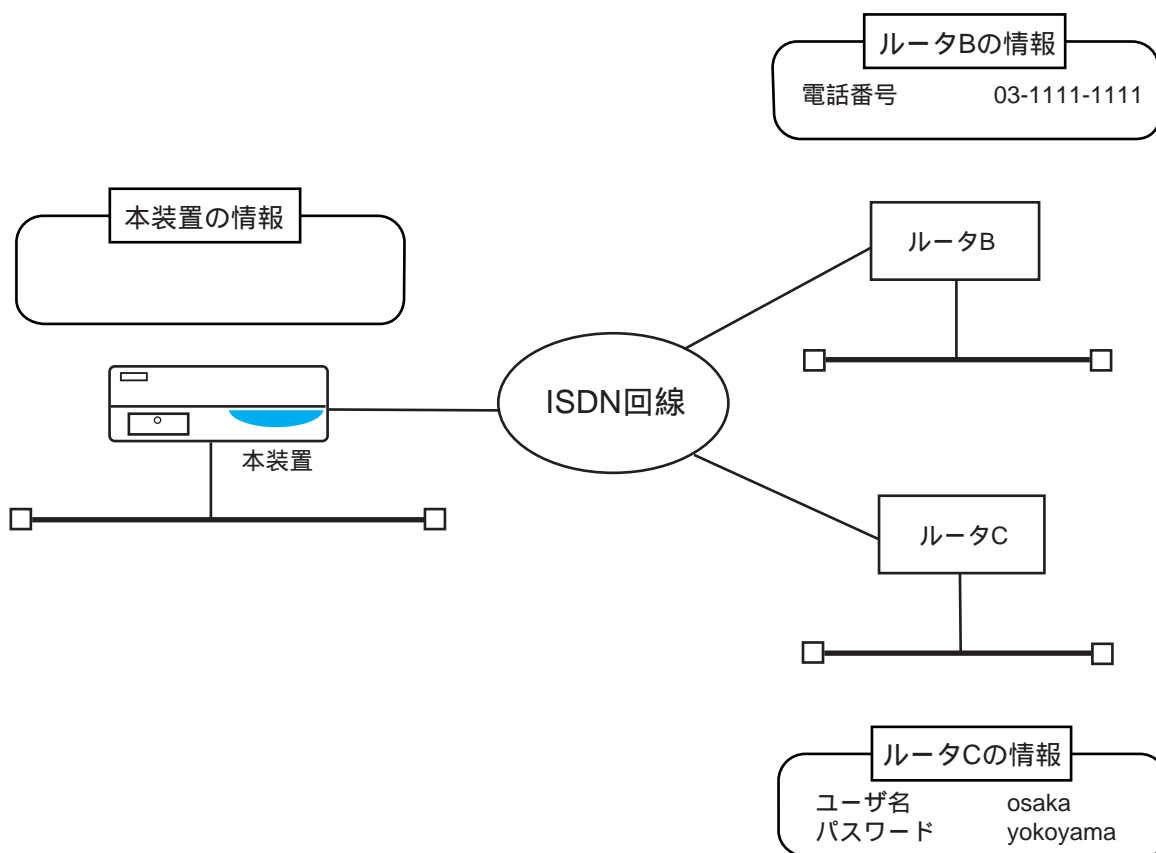 ルータBの情報
電話番号 03-1111-1111
本装置の情報
ルータB
ISDN回線
本装置
ルータC
ルータCの情報
ユーザ名 osaka
パスワード yokoyama